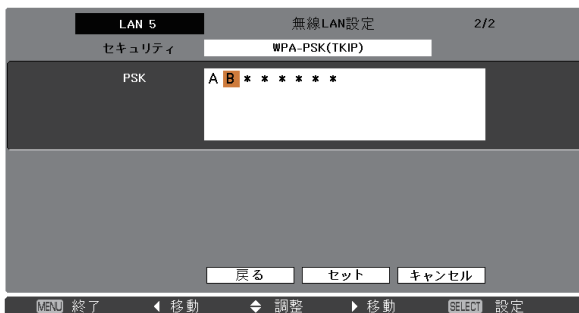 LAN 5 無線LAN設定 2/2
セキュリティ WPA-PSK(TKIP)
PSK A B * * * * * *
戻る セット キャンセル
MENU 終了 ◀ 移動 ◆ 調整 ▶ 移動 SELECT 設定